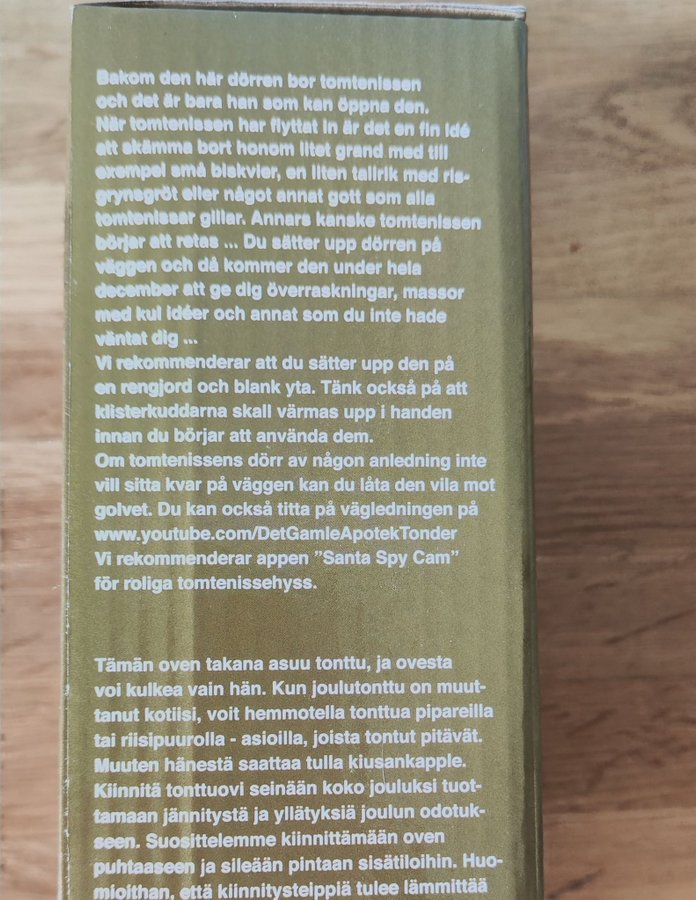 Bakom den här dörren bor tomtenissen
och det är bara han som kan öppna den.
När tomtenissen har flyttat in är det en fin idé
att skämma bort honom litet grand med till
exempel små biskvier, en liten tallrik med ris-
grynsgröt eller något annat gott som alla
tomtenissar gillar. Annars kanske tomtenissen
börjar att retas ... Du sätter upp dörren på
väggen och då kommer den under hela
december att ge dig överraskningar, massor
med kul idéer och annat som du inte hade
väntat dig ...
Vi rekommenderar att du sätter upp den på
en rengjord och blank yta. Tänk också på att
klisterkuddarna skall värmas upp i handen
innan du börjar att använda dem.
Om tomtenissens dörr av någon anledning inte
vill sitta kvar på väggen kan du låta den vila mot
golvet. Du kan också titta på vägledningen på
www.youtube.com/DetGamleApotekTonder
Vi rekommenderar appen ”Santa Spy Cam”
för roliga tomtenissehyss.
Tämän oven takana asuu tonttu, ja ovesta
voi kulkea vain hän. Kun joulutonttu on muut-
tanut kotiisi, voit hemmotella tonttua pipareilla
tai riisipuurolla - asioilla, joista tontut pitävät.
Muuten hänestä saattaa tulla kiusankapple.
Kiinnitä tonttuovi seinään koko jouluksi tuot-
tamaan jännitystä ja yllätyksiä joulun odotuk-
seen. Suosittelemme kiinnittämään oven
puhtaaseen ja sileään pintaan sisätiloihin. Huo-
mioithan, että kiinnitysteippiä tulee lämmittää